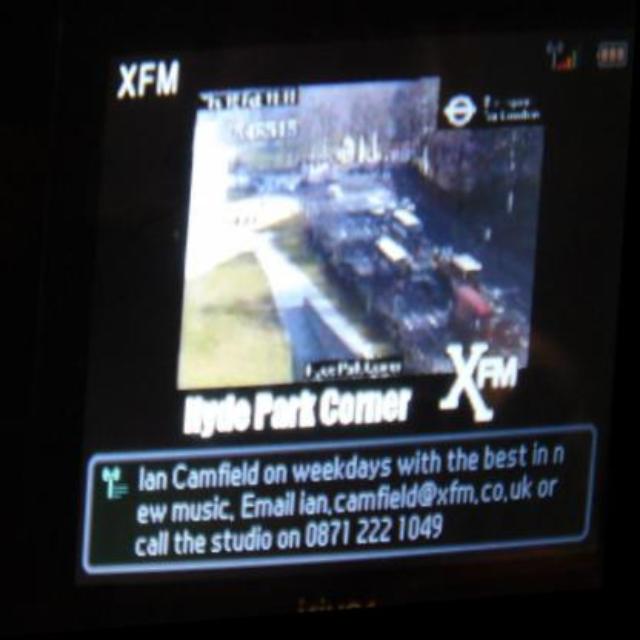 XFM
Hyde Park Corner
XFM
Ian Camfield on weekdays with the best in n
ew music. Email ian.camfield@xfm.co.uk or
call the studio on 0871 222 1049